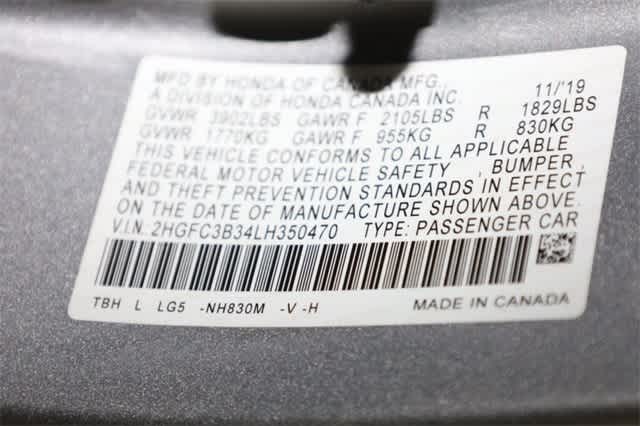 MFD BY HONDA OF CANADA MFG. 11/'19
A DIVISION OF HONDA CANADA INC.
GVWR 3902LBS GAWR F 2105LBS R 1829LBS
GVWR 1770KG GAWR F 955KG R 830KG
THIS VEHICLE CONFORMS TO ALL APPLICABLE
FEDERAL MOTOR VEHICLE SAFETY , BUMPER ,
AND THEFT PREVENTION STANDARDS IN EFFECT
ON THE DATE OF MANUFACTURE SHOWN ABOVE.
V.I.N.:2HGFC3B34LH350470 TYPE: PASSENGER CAR
TBH L LG5 -NH830M -V -H MADE IN CANADA